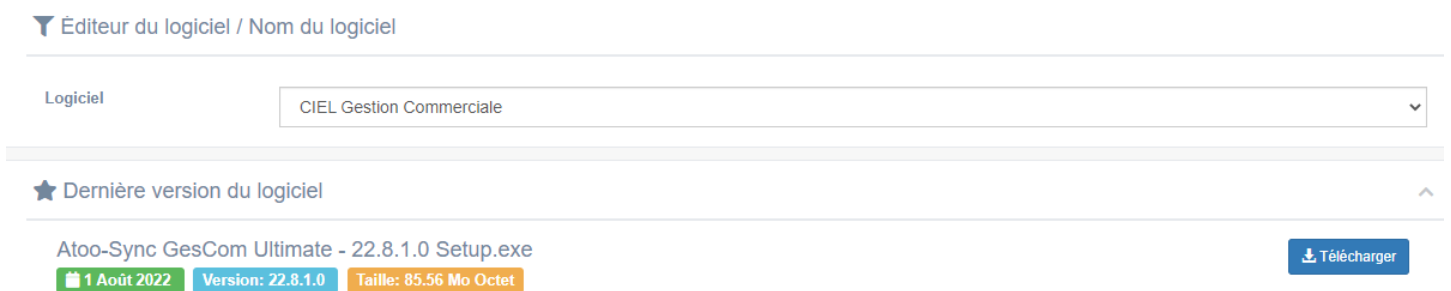 Éditeur du logiciel / Nom du logiciel
Logiciel
CIEL Gestion Commerciale
Dernière version du logiciel
Atoo-Sync GesCom Ultimate - 22.8.1.0 Setup.exe
Télécharger
1 Août 2022 Version: 22.8.1.0 Taille: 85.56 Mo Octet